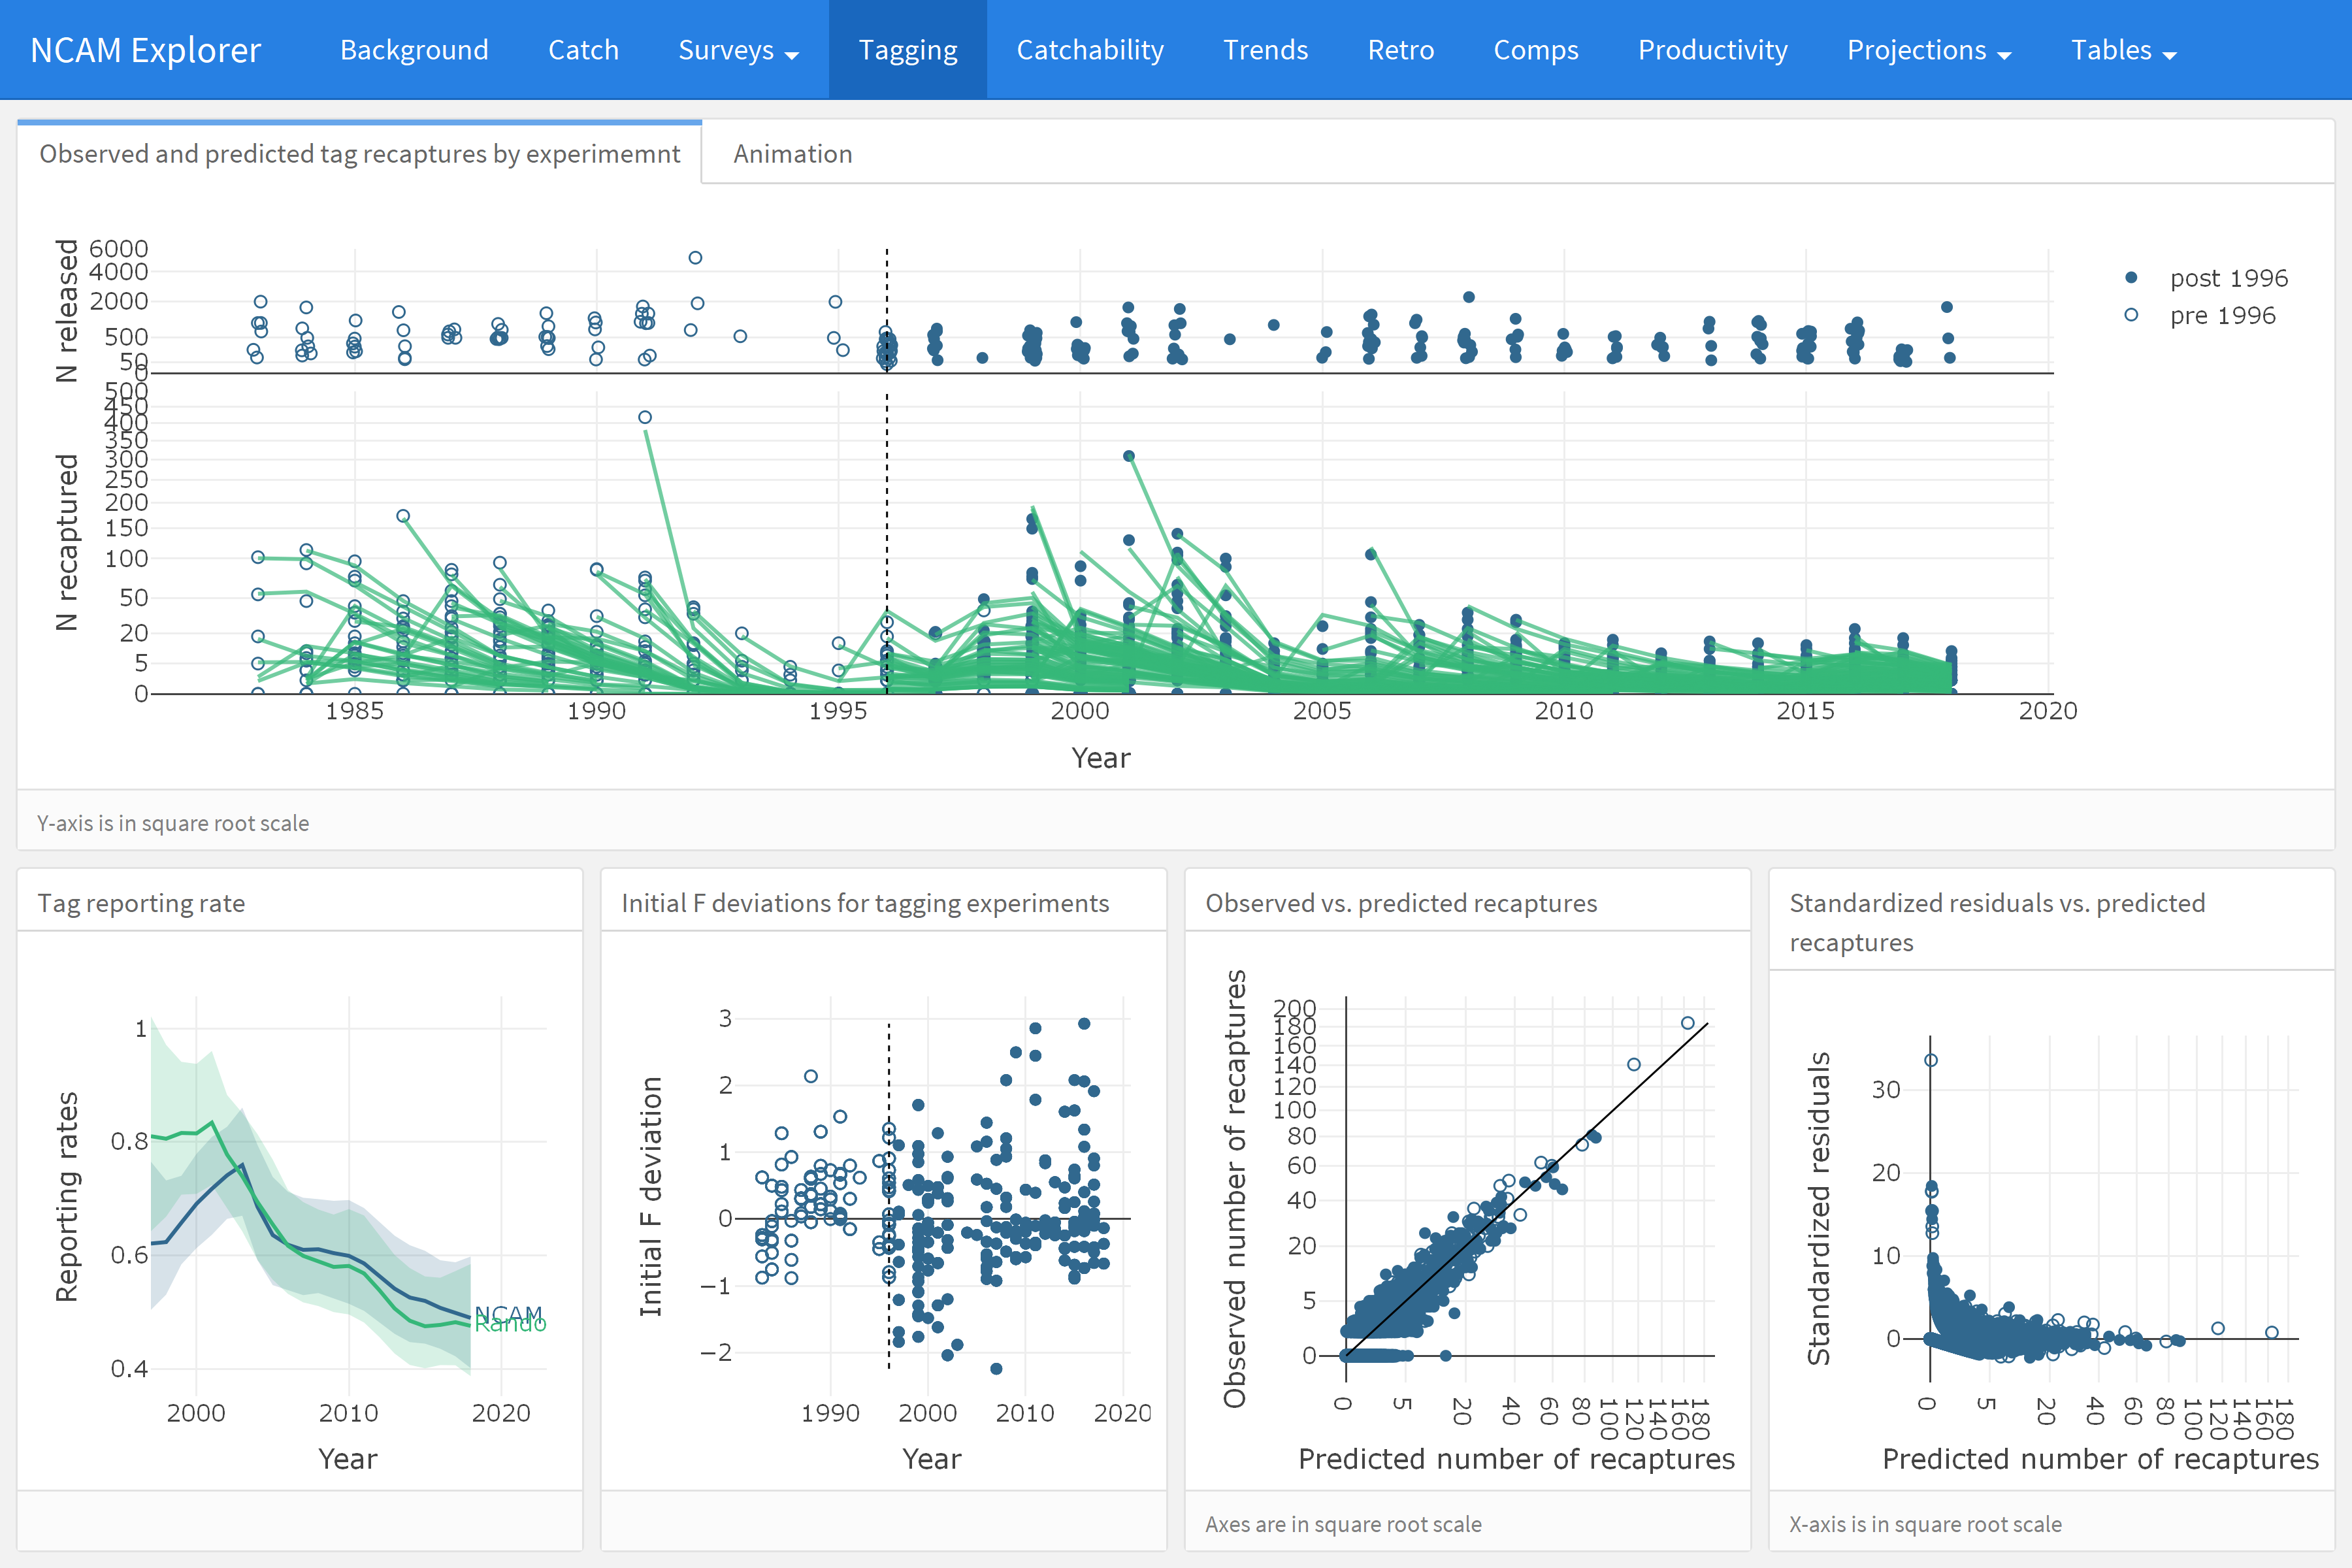 NCAM Explorer Background Catch Surveys Tagging Catchability Trends Retro Comps Productivity Projections Tables
Observed and predicted tag recaptures by experimemnt Animation
N released
6000
4000
2000
500
50
0
post 1996
pre 1996
N recaptured
500
450
400
350
300
250
200
150
100
50
20
5
0
1985 1990 1995 2000 2005 2010 2015 2020
Year
Y-axis is in square root scale
Tag reporting rate
Reporting rates
1
0.8
0.6
0.4
NCAM
Rando
2000 2010 2020
Year
Initial F deviations for tagging experiments
Initial F deviation
3
2
1
0
−1
−2
1990 2000 2010 2020
Year
Observed vs. predicted recaptures
Observed number of recaptures
200
180
160
140
120
100
80
60
40
20
5
0
0 5 20 40 60 80 100 120 140 160 180
Predicted number of recaptures
Axes are in square root scale
Standardized residuals vs. predicted
recaptures
Standardized residuals
30
20
10
0
0 5 20 40 60 80 100 120 140 160 180
Predicted number of recaptures
X-axis is in square root scale